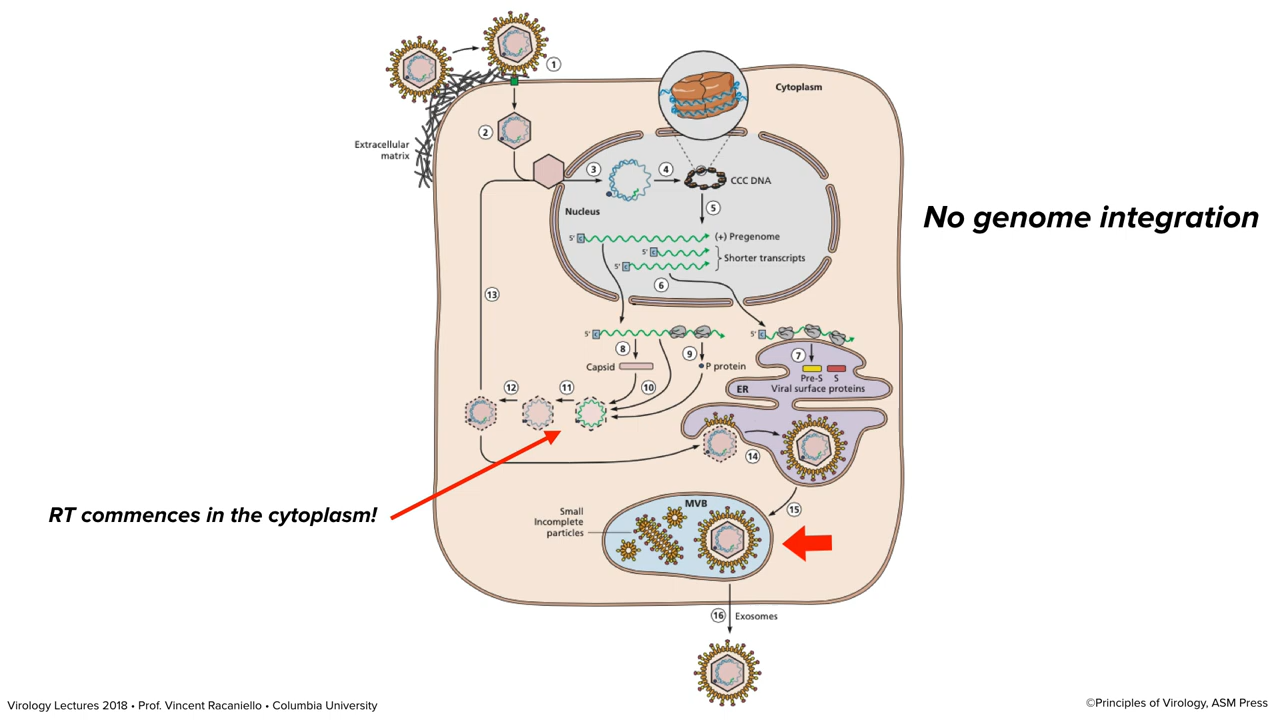 1
Cytoplasm
2
Extracellular
matrix
3
4
CCC DNA
5
Nucleus
No genome integration
5' c
(+) Pregenome
5' c
Shorter transcripts
5' c
6
13
5' c
5' c
8
9
7
Capsid
P protein
Pre-S S
Viral surface proteins
ER
12
11
10
14
RT commences in the cytoplasm!
MVB
15
Small
Incomplete
particles
16
Exosomes
Virology Lectures 2018 • Prof. Vincent Racaniello • Columbia University
©Principles of Virology, ASM Press